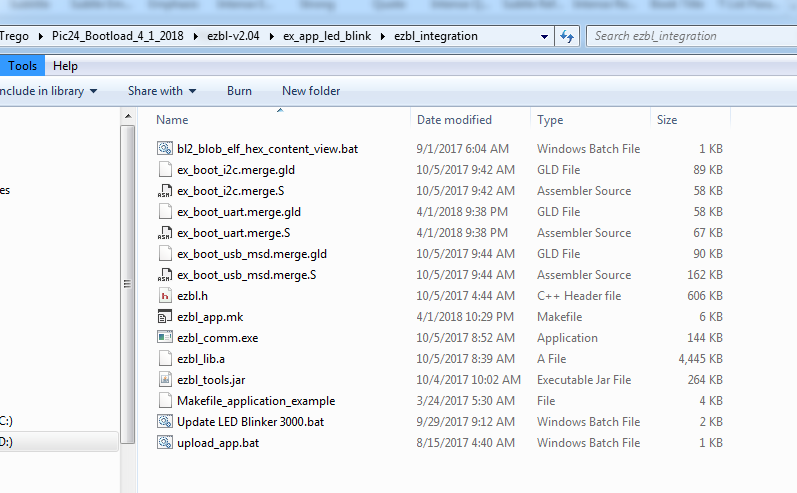 Trego ▸ Pic24_Bootload_4_1_2018 ▸ ezbl-v2.04 ▸ ex_app_led_blink ▸ ezbl_integration Search ezbl_integration
Tools Help
nclude in library Share with Burn New folder
Name Date modified Type Size
bl2_blob_elf_hex_content_view.bat 9/1/2017 6:04 AM Windows Batch File 1 KB
ex_boot_i2c.merge.gld 10/5/2017 9:42 AM GLD File 89 KB
ex_boot_i2c.merge.S 10/5/2017 9:42 AM Assembler Source 58 KB
ex_boot_uart.merge.gld 4/1/2018 9:38 PM GLD File 58 KB
ex_boot_uart.merge.S 4/1/2018 9:38 PM Assembler Source 67 KB
ex_boot_usb_msd.merge.gld 10/5/2017 9:44 AM GLD File 90 KB
es
ex_boot_usb_msd.merge.S 10/5/2017 9:44 AM Assembler Source 162 KB
ezbl.h 10/5/2017 4:44 AM C++ Header file 606 KB
ezbl_app.mk 4/1/2018 10:29 PM Makefile 6 KB
ezbl_comm.exe 10/5/2017 8:52 AM Application 144 KB
ezbl_lib.a 10/5/2017 8:39 AM A File 4,445 KB
ezbl_tools.jar 10/4/2017 10:02 AM Executable Jar File 264 KB
Makefile_application_example 3/24/2017 5:30 AM File 4 KB
C:)
Update LED Blinker 3000.bat 9/29/2017 9:12 AM Windows Batch File 2 KB
D:)
upload_app.bat 8/15/2017 4:40 AM Windows Batch File 1 KB